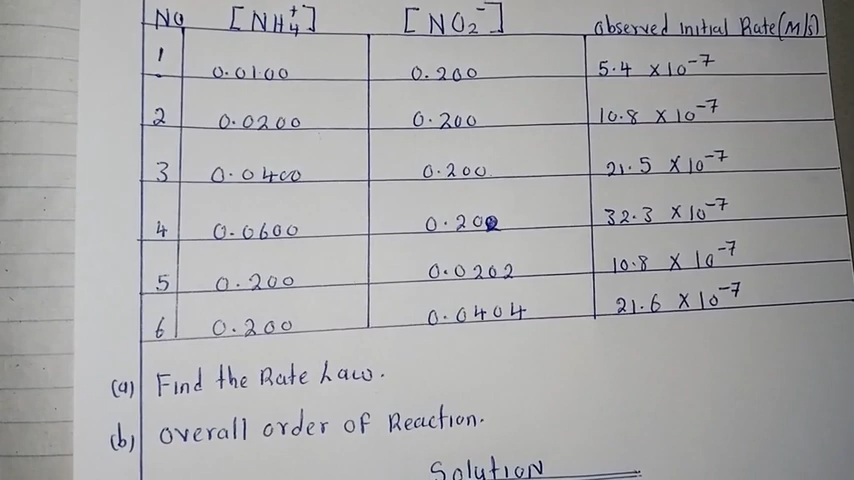 No [NH4+] [NO2-] Observed Initial Rate (M/s)
1 0.0100 0.200 5.4 ×10⁻⁷
2 0.0200 0.200 10.8 ×10⁻⁷
3 0.0400 0.200 21.5 ×10⁻⁷
4 0.0600 0.200 32.3 ×10⁻⁷
5 0.200 0.0202 10.8 ×10⁻⁷
6 0.200 0.0404 21.6 ×10⁻⁷
(a) Find the Rate Law.
(b) Overall order of Reaction.
Solution